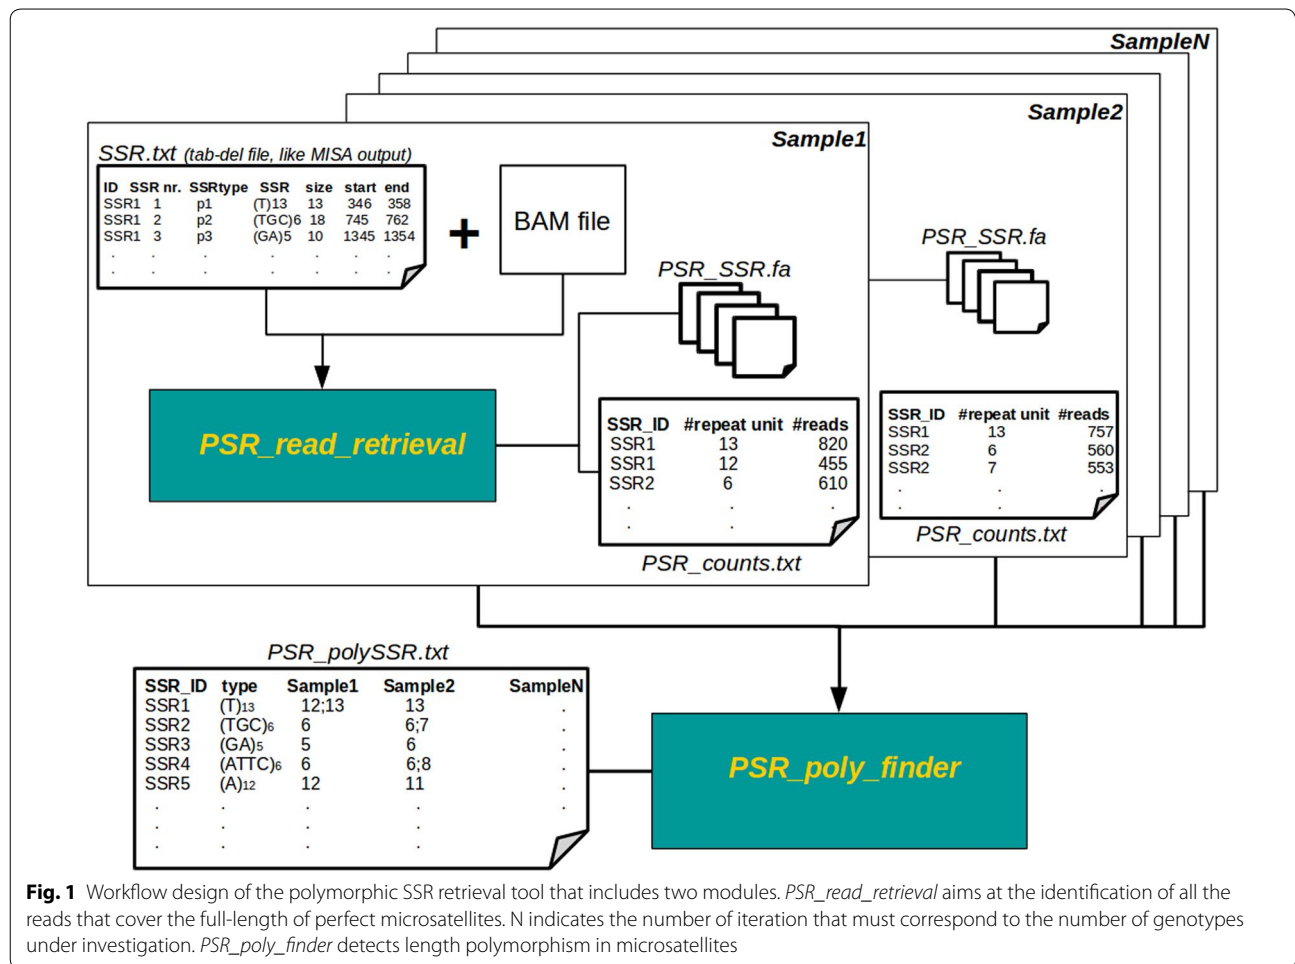 SampleN
Sample2
Sample1
SSR.txt (tab-del file, like MISA output)
ID SSR nr. SSRtype SSR size start end
SSR1 1 p1 (T)13 13 346 358
SSR1 2 p2 (TGC)6 18 745 762
SSR1 3 p3 (GA)5 10 1345 1354
. . . . . . .
. . . . . . .
+
BAM file
PSR_SSR.fa
PSR_SSR.fa
PSR_read_retrieval
SSR_ID #repeat unit #reads
SSR1 13 820
SSR1 12 455
SSR2 6 610
. . .
. . .
PSR_counts.txt
SSR_ID #repeat unit #reads
SSR1 13 757
SSR2 6 560
SSR2 7 553
. . .
. . .
PSR_counts.txt
PSR_polySSR.txt
SSR_ID type Sample1 Sample2 SampleN
SSR1 (T)13 12;13 13 .
SSR2 (TGC)6 6 6;7 .
SSR3 (GA)5 5 6 .
SSR4 (ATTC)6 6 6;8 .
SSR5 (A)12 12 11 .
. . . . .
. . . .
. . . .
PSR_poly_finder
Fig. 1 Workflow design of the polymorphic SSR retrieval tool that includes two modules. PSR_read_retrieval aims at the identification of all the
reads that cover the full-length of perfect microsatellites. N indicates the number of iteration that must correspond to the number of genotypes
under investigation. PSR_poly_finder detects length polymorphism in microsatellites